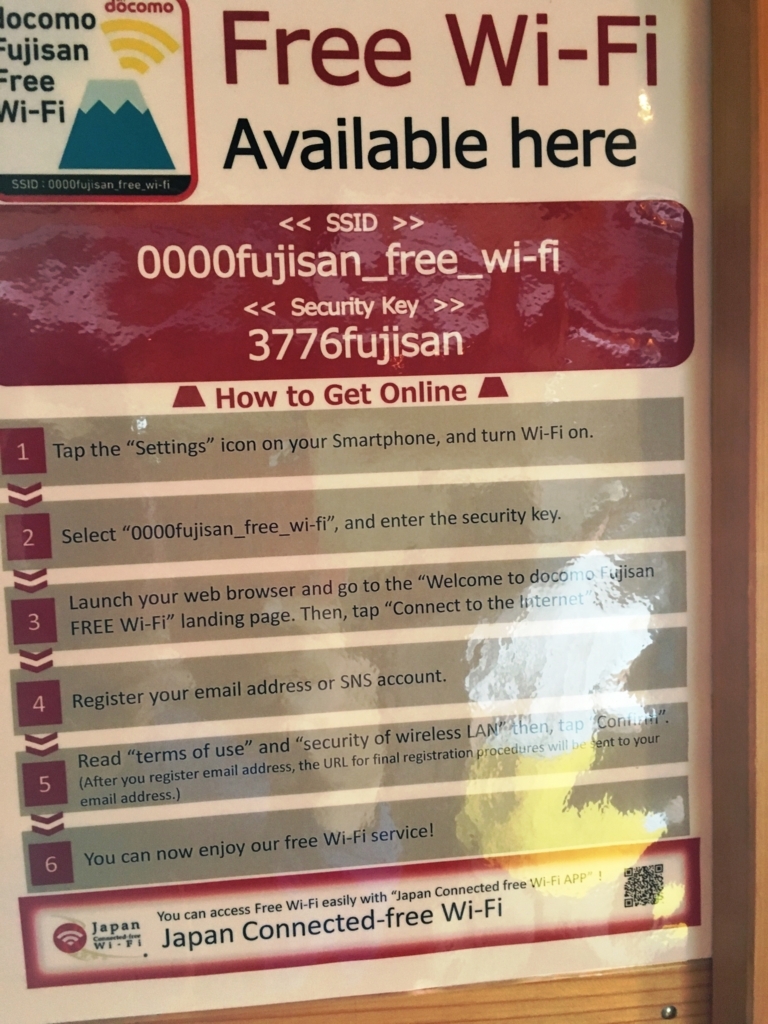 docomo
docomo
Fujisan
Free
Wi-Fi
SSID : 0000fujisan_free_wi-fi
Free Wi-Fi
Available here
<< SSID >>
0000fujisan_free_wi-fi
<< Security Key >>
3776fujisan
How to Get Online
1 Tap the “Settings” icon on your Smartphone, and turn Wi-Fi on.
2 Select “0000fujisan_free_wi-fi”, and enter the security key.
3 Launch your web browser and go to the “Welcome to docomo Fujisan
FREE Wi-Fi” landing page. Then, tap “Connect to the Internet”.
4 Register your email address or SNS account.
5 Read “terms of use” and “security of wireless LAN” then, tap “Confirm”.
(After you register email address, the URL for final registration procedures will be sent to your
email address.)
6 You can now enjoy our free Wi-Fi service!
Japan
Connected-free
Wi-Fi
You can access Free Wi-Fi easily with “Japan Connected free Wi-Fi APP” !
Japan Connected-free Wi-Fi